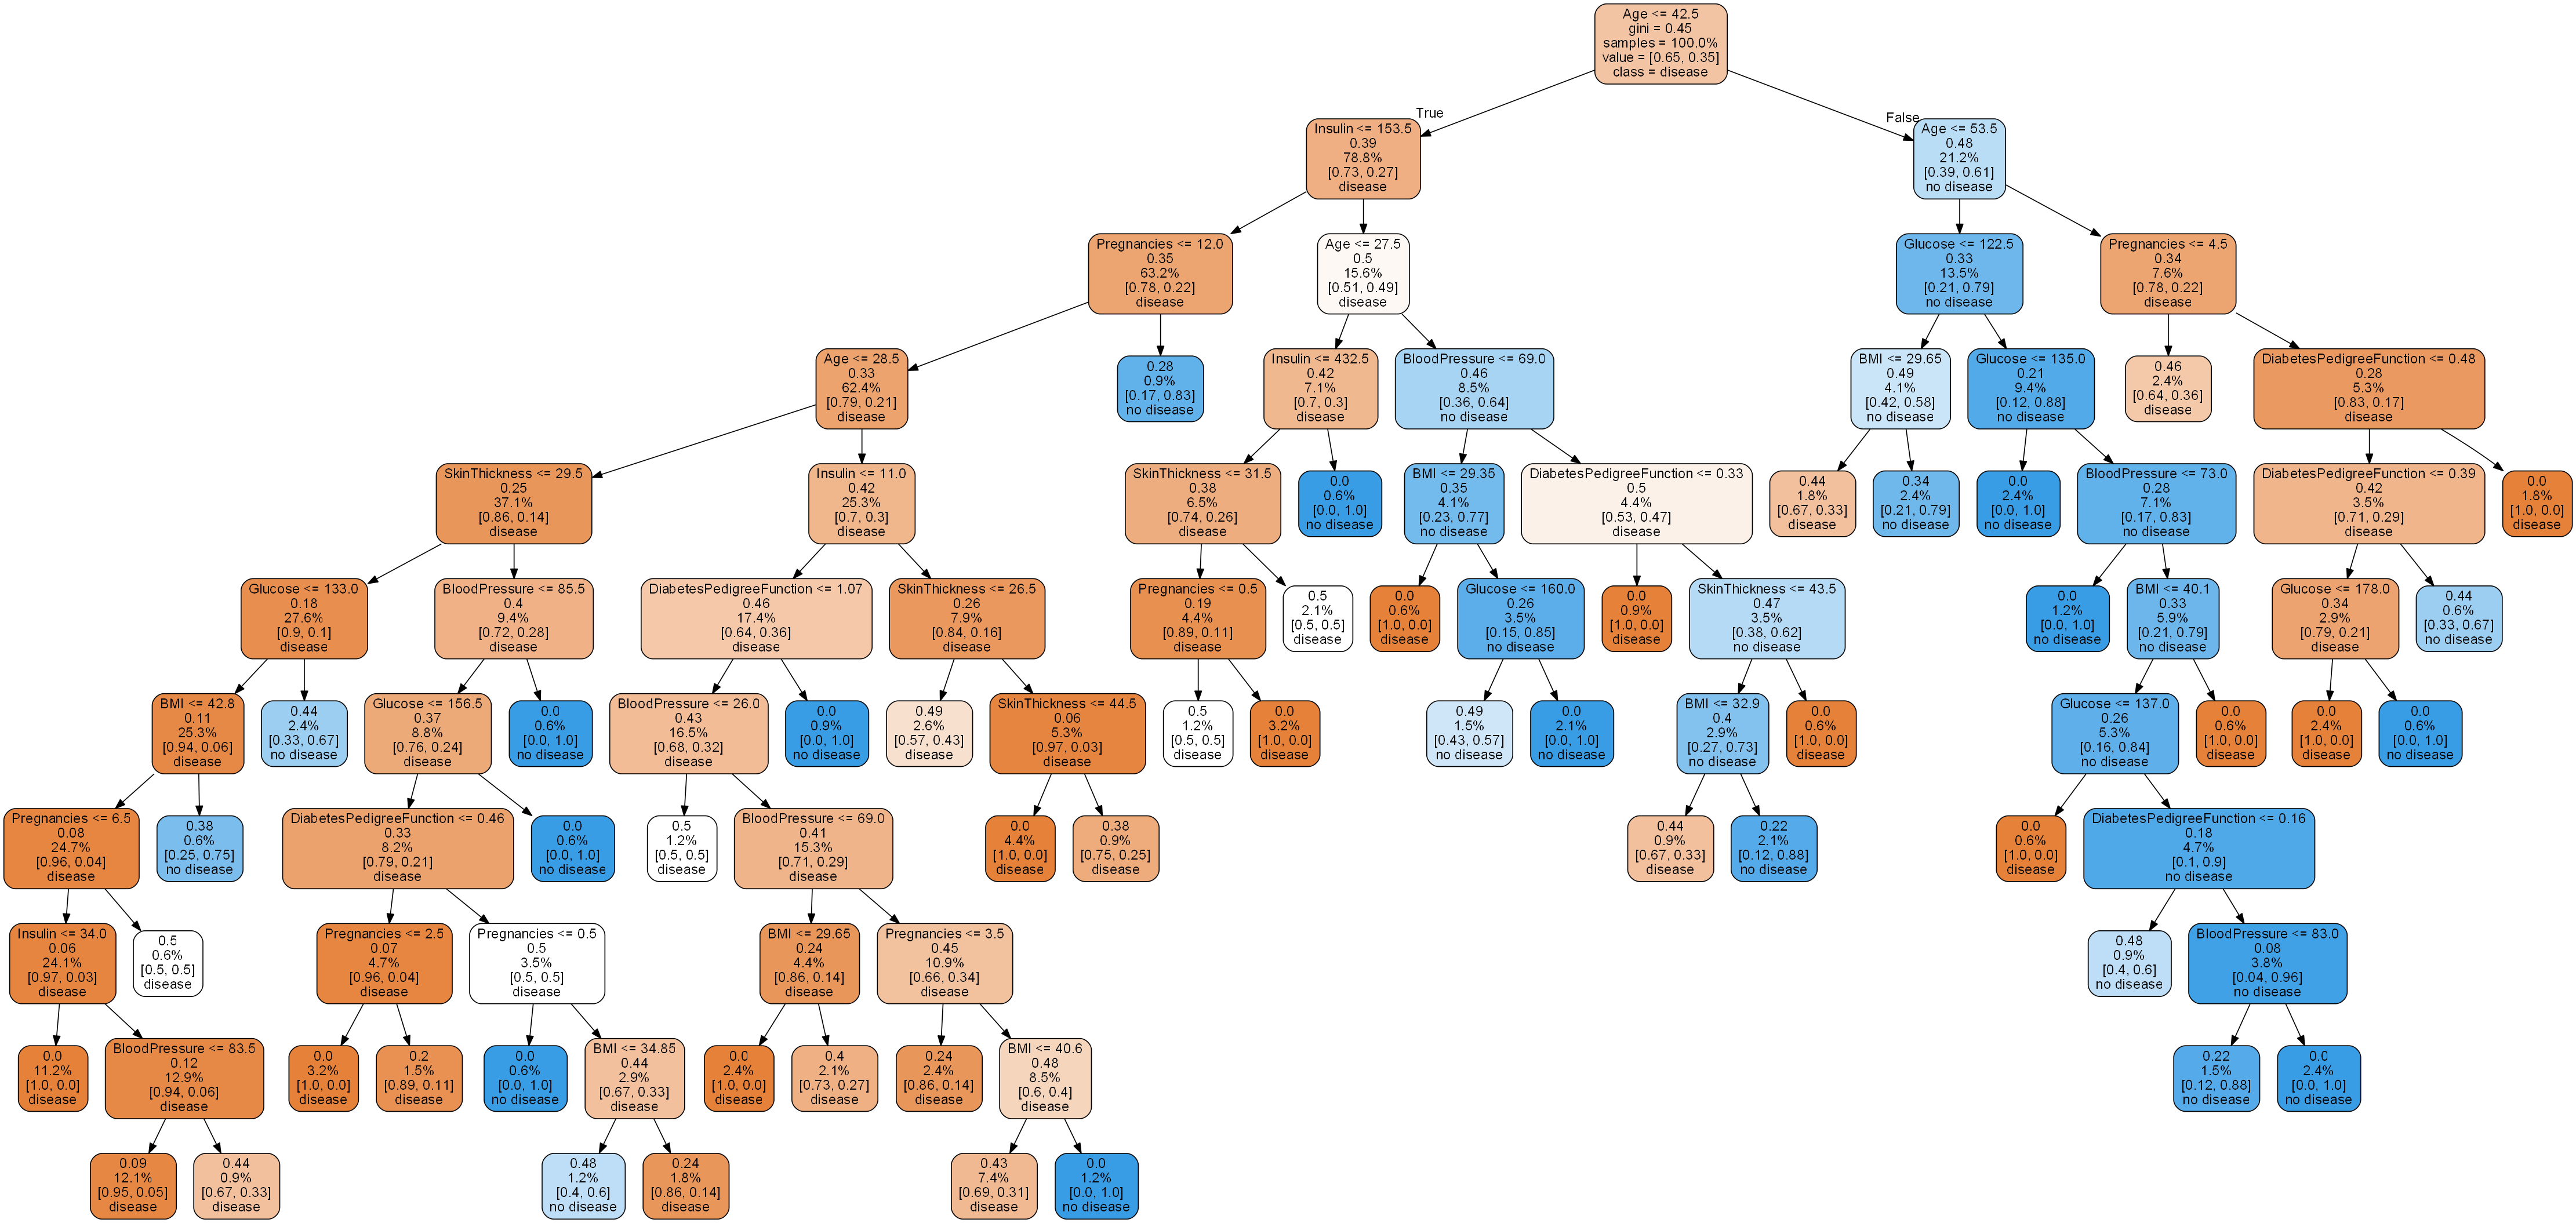 Age <= 42.5
gini = 0.45
samples = 100.0%
value = [0.65, 0.35]
class = disease
True
False
Insulin <= 153.5
0.39
78.8%
[0.73, 0.27]
disease
Age <= 53.5
0.48
21.2%
[0.39, 0.61]
no disease
Pregnancies <= 12.0
0.35
63.2%
[0.78, 0.22]
disease
Age <= 27.5
0.5
15.6%
[0.51, 0.49]
disease
Glucose <= 122.5
0.33
13.5%
[0.21, 0.79]
no disease
Pregnancies <= 4.5
0.34
7.6%
[0.78, 0.22]
disease
Age <= 28.5
0.33
62.4%
[0.79, 0.21]
disease
0.28
0.9%
[0.17, 0.83]
no disease
Insulin <= 432.5
0.42
7.1%
[0.7, 0.3]
disease
BloodPressure <= 69.0
0.46
8.5%
[0.36, 0.64]
no disease
BMI <= 29.65
0.49
4.1%
[0.42, 0.58]
no disease
Glucose <= 135.0
0.21
9.4%
[0.12, 0.88]
no disease
0.46
2.4%
[0.64, 0.36]
disease
DiabetesPedigreeFunction <= 0.48
0.28
5.3%
[0.83, 0.17]
disease
SkinThickness <= 29.5
0.25
37.1%
[0.86, 0.14]
disease
Insulin <= 11.0
0.42
25.3%
[0.7, 0.3]
disease
SkinThickness <= 31.5
0.38
6.5%
[0.74, 0.26]
disease
0.0
0.6%
[0.0, 1.0]
no disease
BMI <= 29.35
0.35
4.1%
[0.23, 0.77]
no disease
DiabetesPedigreeFunction <= 0.33
0.5
4.4%
[0.53, 0.47]
disease
0.44
1.8%
[0.67, 0.33]
disease
0.34
2.4%
[0.21, 0.79]
no disease
0.0
2.4%
[0.0, 1.0]
no disease
BloodPressure <= 73.0
0.28
7.1%
[0.17, 0.83]
no disease
DiabetesPedigreeFunction <= 0.39
0.42
3.5%
[0.71, 0.29]
disease
0.0
1.8%
[1.0, 0.0]
disease
Glucose <= 133.0
0.18
27.6%
[0.9, 0.1]
disease
BloodPressure <= 85.5
0.4
9.4%
[0.72, 0.28]
disease
DiabetesPedigreeFunction <= 1.07
0.46
17.4%
[0.64, 0.36]
disease
SkinThickness <= 26.5
0.26
7.9%
[0.84, 0.16]
disease
Pregnancies <= 0.5
0.19
4.4%
[0.89, 0.11]
disease
0.5
2.1%
[0.5, 0.5]
disease
0.0
0.6%
[1.0, 0.0]
disease
Glucose <= 160.0
0.26
3.5%
[0.15, 0.85]
no disease
0.0
0.9%
[1.0, 0.0]
disease
SkinThickness <= 43.5
0.47
3.5%
[0.38, 0.62]
no disease
0.0
1.2%
[0.0, 1.0]
no disease
BMI <= 40.1
0.33
5.9%
[0.21, 0.79]
no disease
Glucose <= 178.0
0.34
2.9%
[0.79, 0.21]
disease
0.44
0.6%
[0.33, 0.67]
no disease
BMI <= 42.8
0.11
25.3%
[0.94, 0.06]
disease
0.44
2.4%
[0.33, 0.67]
no disease
Glucose <= 156.5
0.37
8.8%
[0.76, 0.24]
disease
0.0
0.6%
[0.0, 1.0]
no disease
BloodPressure <= 26.0
0.43
16.5%
[0.68, 0.32]
disease
0.0
0.9%
[0.0, 1.0]
no disease
0.49
2.6%
[0.57, 0.43]
disease
SkinThickness <= 44.5
0.06
5.3%
[0.97, 0.03]
disease
0.5
1.2%
[0.5, 0.5]
disease
0.0
3.2%
[1.0, 0.0]
disease
0.49
1.5%
[0.43, 0.57]
no disease
0.0
2.1%
[0.0, 1.0]
no disease
BMI <= 32.9
0.4
2.9%
[0.27, 0.73]
no disease
0.0
0.6%
[1.0, 0.0]
disease
Glucose <= 137.0
0.26
5.3%
[0.16, 0.84]
no disease
0.0
0.6%
[1.0, 0.0]
disease
0.0
2.4%
[1.0, 0.0]
disease
0.0
0.6%
[0.0, 1.0]
no disease
Pregnancies <= 6.5
0.08
24.7%
[0.96, 0.04]
disease
0.38
0.6%
[0.25, 0.75]
no disease
DiabetesPedigreeFunction <= 0.46
0.33
8.2%
[0.79, 0.21]
disease
0.0
0.6%
[0.0, 1.0]
no disease
0.5
1.2%
[0.5, 0.5]
disease
BloodPressure <= 69.0
0.41
15.3%
[0.71, 0.29]
disease
0.0
4.4%
[1.0, 0.0]
disease
0.38
0.9%
[0.75, 0.25]
disease
0.44
0.9%
[0.67, 0.33]
disease
0.22
2.1%
[0.12, 0.88]
no disease
0.0
0.6%
[1.0, 0.0]
disease
DiabetesPedigreeFunction <= 0.16
0.18
4.7%
[0.1, 0.9]
no disease
Insulin <= 34.0
0.06
24.1%
[0.97, 0.03]
disease
0.5
0.6%
[0.5, 0.5]
disease
Pregnancies <= 2.5
0.07
4.7%
[0.96, 0.04]
disease
Pregnancies <= 0.5
0.5
3.5%
[0.5, 0.5]
disease
BMI <= 29.65
0.24
4.4%
[0.86, 0.14]
disease
Pregnancies <= 3.5
0.45
10.9%
[0.66, 0.34]
disease
0.48
0.9%
[0.4, 0.6]
no disease
BloodPressure <= 83.0
0.08
3.8%
[0.04, 0.96]
no disease
0.0
11.2%
[1.0, 0.0]
disease
BloodPressure <= 83.5
0.12
12.9%
[0.94, 0.06]
disease
0.0
3.2%
[1.0, 0.0]
disease
0.2
1.5%
[0.89, 0.11]
disease
0.0
0.6%
[0.0, 1.0]
no disease
BMI <= 34.85
0.44
2.9%
[0.67, 0.33]
disease
0.0
2.4%
[1.0, 0.0]
disease
0.4
2.1%
[0.73, 0.27]
disease
0.24
2.4%
[0.86, 0.14]
disease
BMI <= 40.6
0.48
8.5%
[0.6, 0.4]
disease
0.22
1.5%
[0.12, 0.88]
no disease
0.0
2.4%
[0.0, 1.0]
no disease
0.09
12.1%
[0.95, 0.05]
disease
0.44
0.9%
[0.67, 0.33]
disease
0.48
1.2%
[0.4, 0.6]
no disease
0.24
1.8%
[0.86, 0.14]
disease
0.43
7.4%
[0.69, 0.31]
disease
0.0
1.2%
[0.0, 1.0]
no disease